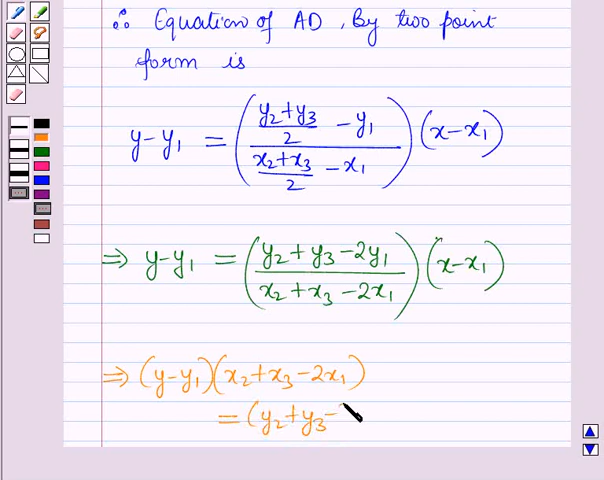 ∴ Equation of AD, By two point
form is
y-y₁ = ((y₂+y₃)/2 - y₁)/((x₂+x₃)/2 - x₁) (x-x₁)
⇒ y-y₁ = ((y₂+y₃-2y₁)/(x₂+x₃-2x₁)) (x-x₁)
⇒ (y-y₁)(x₂+x₃-2x₁)
= (y₂+y₃-